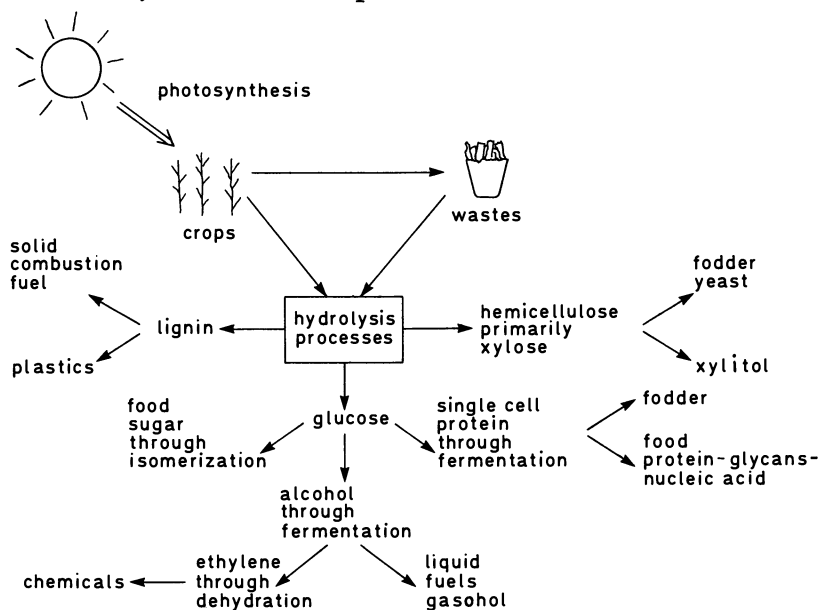 photosynthesis
wastes
crops
solid
combustion
fuel
plastics
lignin
hydrolysis
processes
hemicellulose
primarily
xylose
fodder
yeast
xylitol
food
sugar
through
isomerization
glucose
single cell
protein
through
fermentation
fodder
food
protein-glycans-
nucleic acid
alcohol
through
fermentation
chemicals
ethylene
through
dehydration
liquid
fuels
gasohol